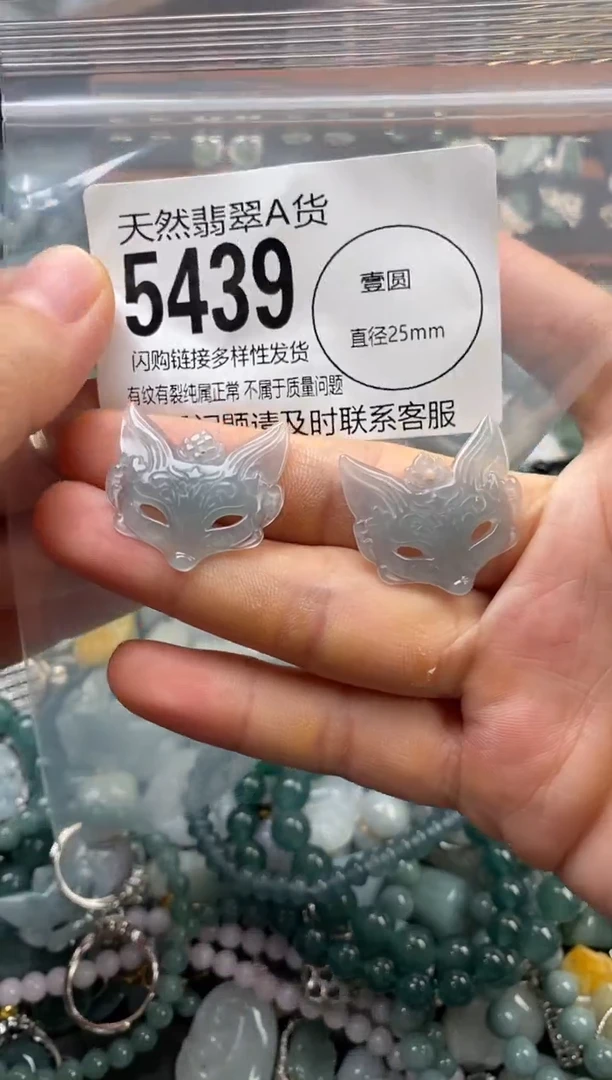 天然翡翠A货
5439
壹圆
直径25mm
闪购链接多样性发货
有纹有裂纯属正常 不属于质量问题
问题请及时联系客服